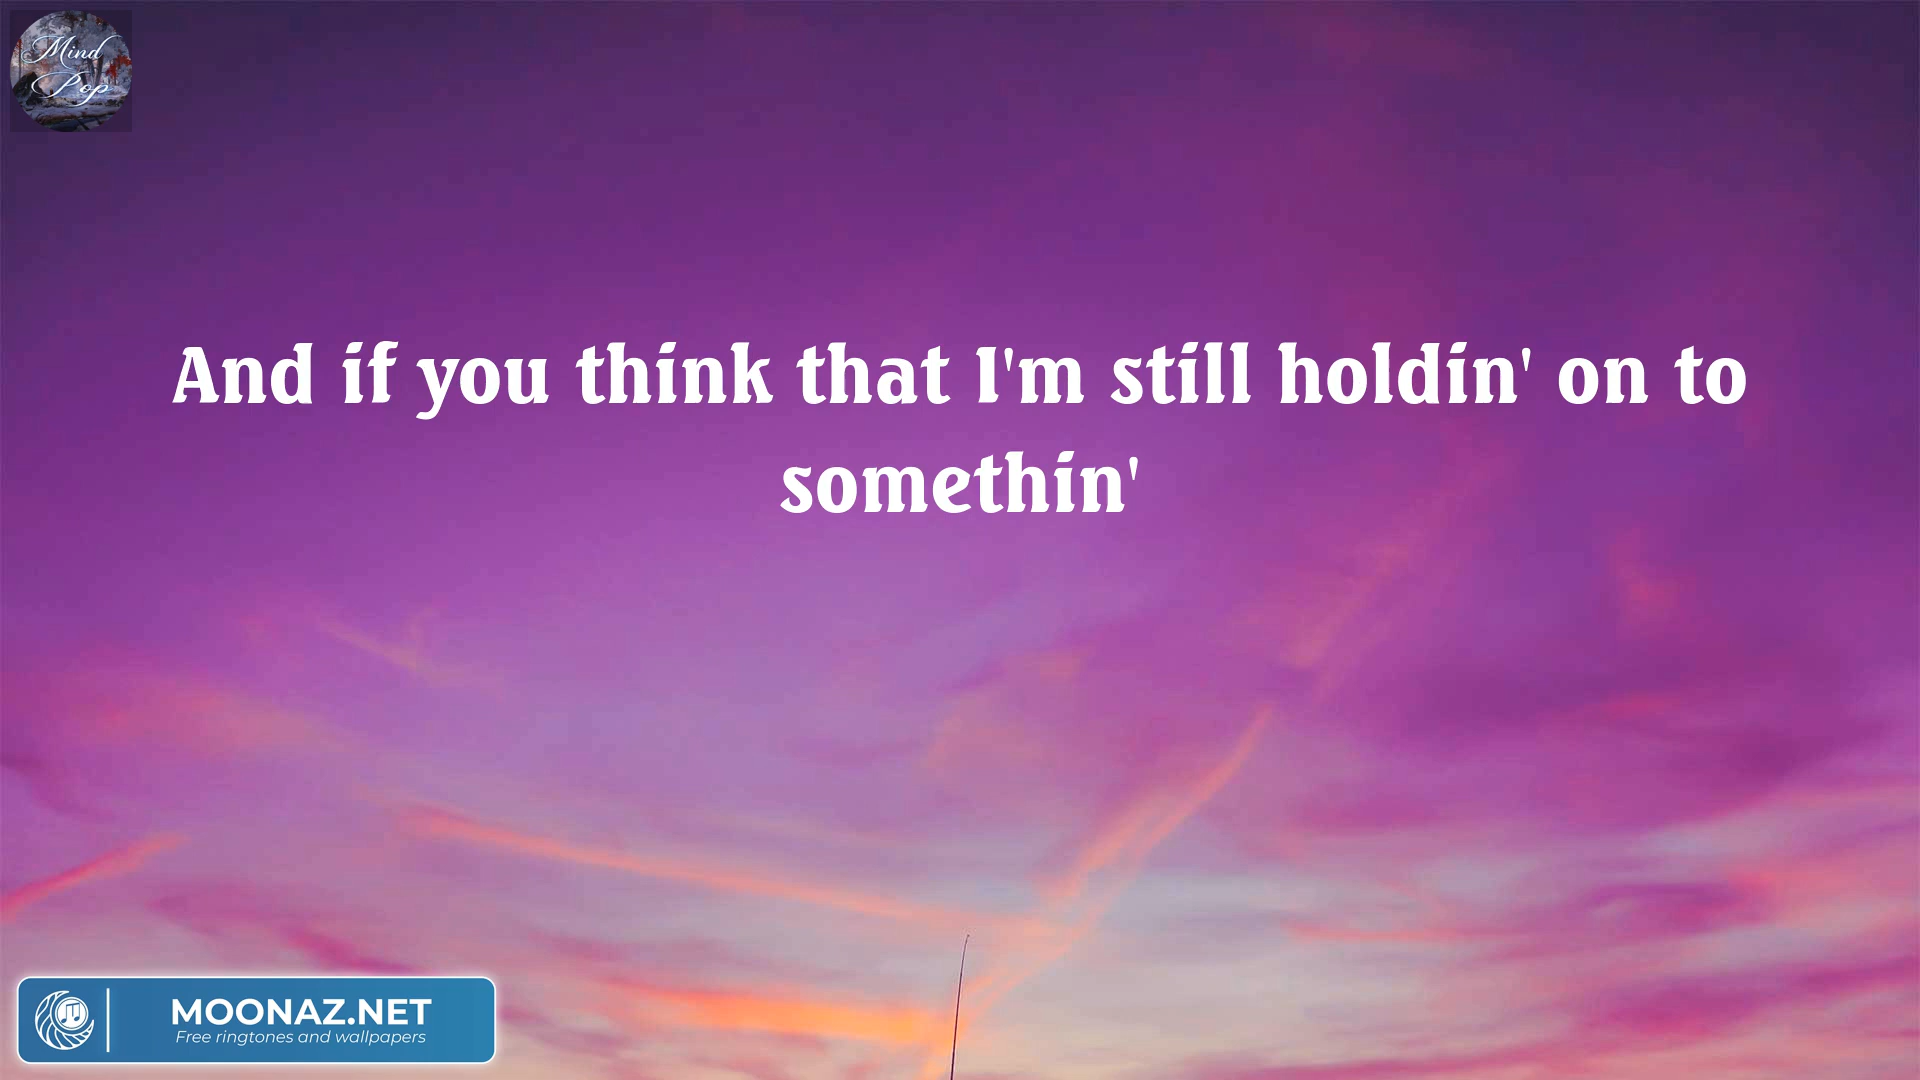 Mind
Pop
And if you think that I'm still holdin' on to
somethin'
MOONAZ.NET
Free ringtones and wallpapers